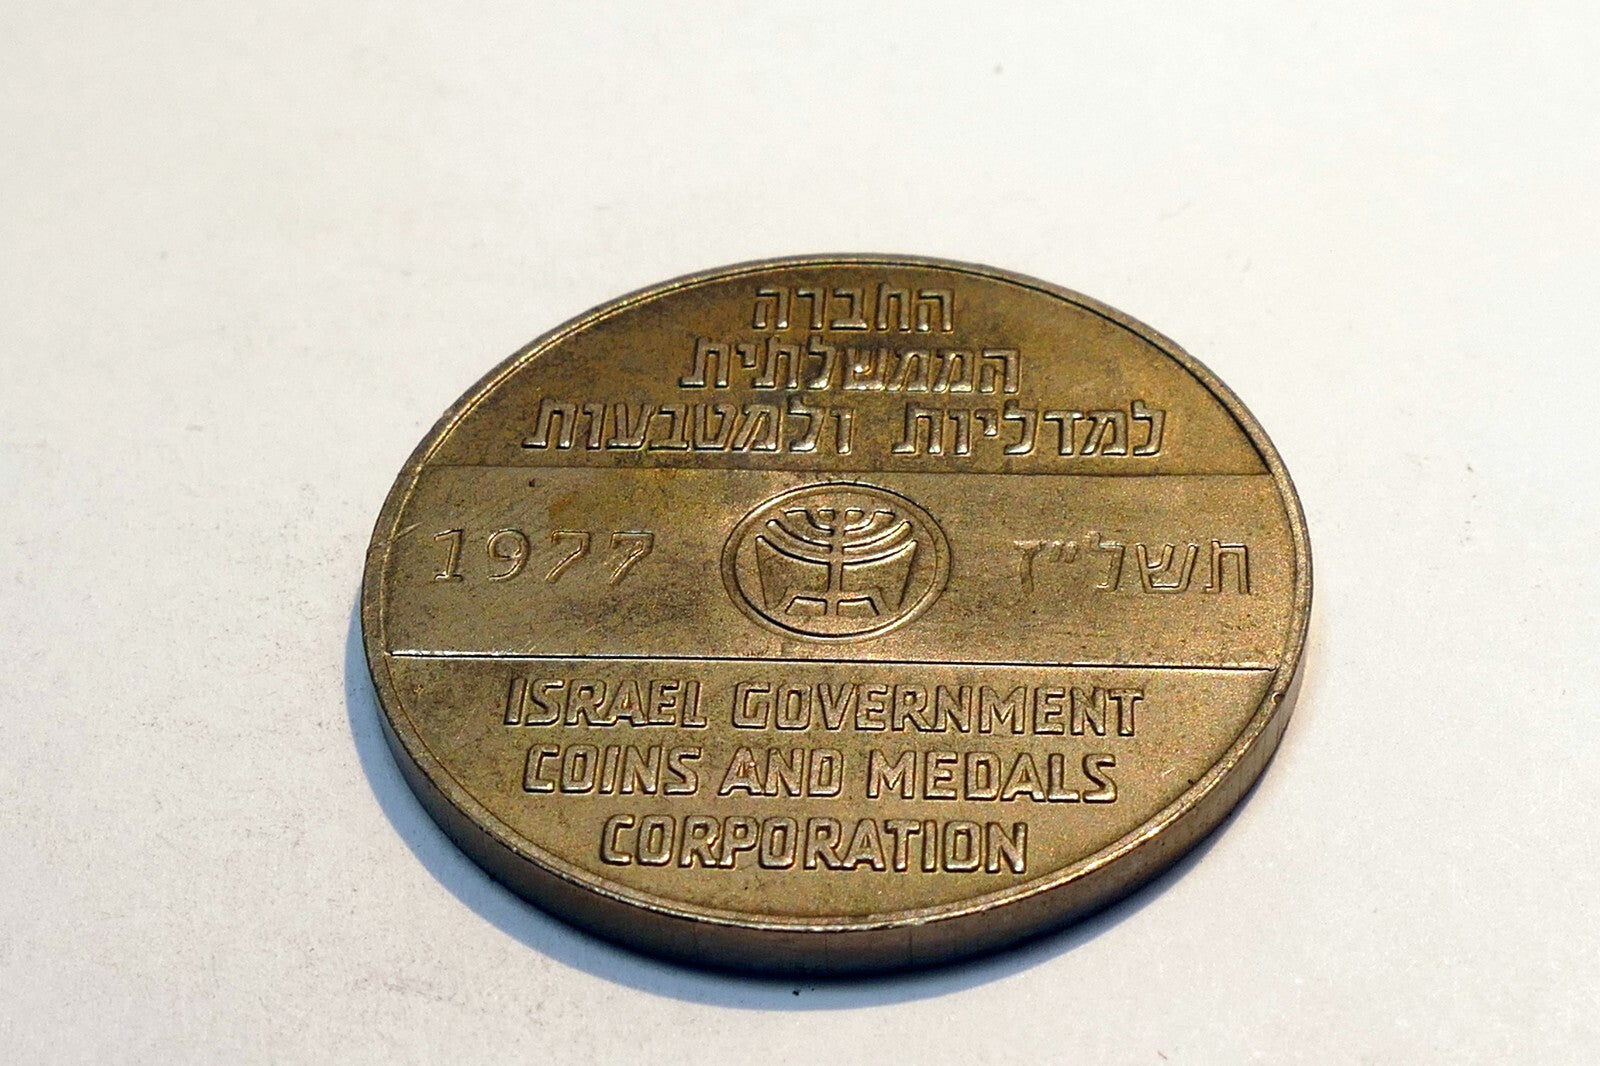 החברה
הממשלתית
למדליות ולמטבעות
1977 תשל״ז
ISRAEL GOVERNMENT
COINS AND MEDALS
CORPORATION